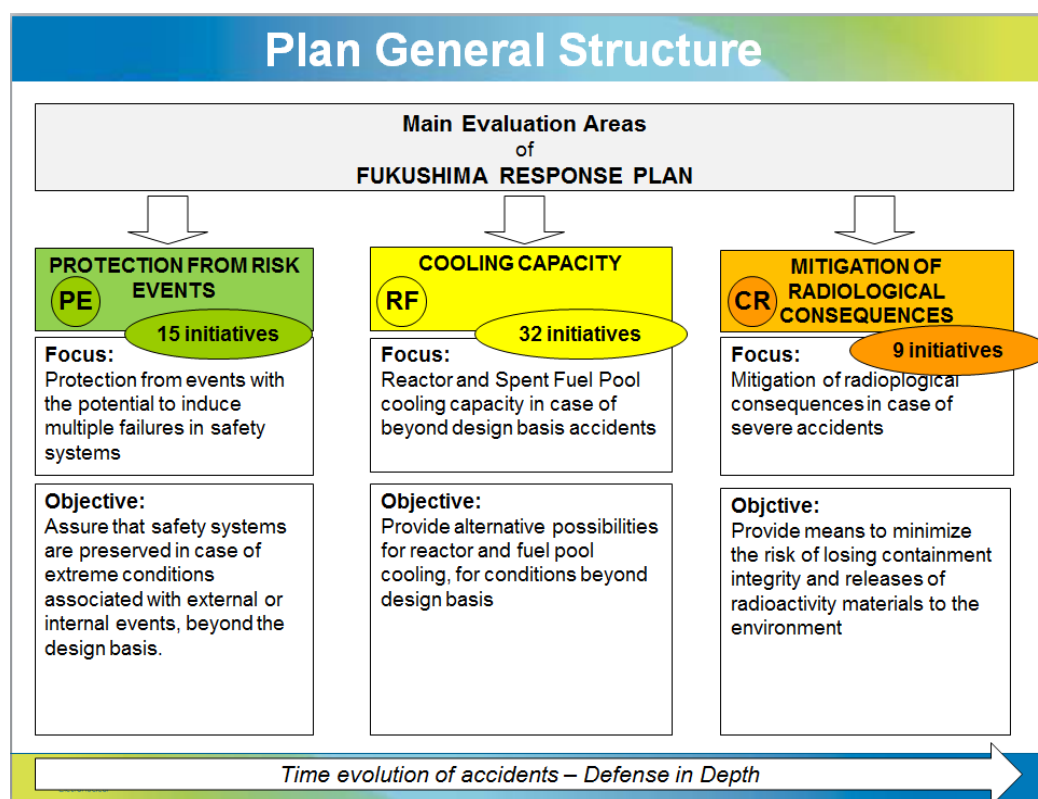 Plan General Structure
Main Evaluation Areas
of
FUKUSHIMA RESPONSE PLAN
PROTECTION FROM RISK
EVENTS
PE
15 initiatives
Focus:
Protection from events with
the potential to induce
multiple failures in safety
systems
Objective:
Assure that safety systems
are preserved in case of
extreme conditions
associated with external or
internal events, beyond the
design basis.
COOLING CAPACITY
RF
32 initiatives
Focus:
Reactor and Spent Fuel Pool
cooling capacity in case of
beyond design basis accidents
Objective:
Provide alternative possibilities
for reactor and fuel pool
cooling, for conditions beyond
design basis
MITIGATION OF
RADIOLOGICAL
CONSEQUENCES
CR
9 initiatives
Focus:
Mitigation of radioplogical
consequences in case of
severe accidents
Objctive:
Provide means to minimize
the risk of losing containment
integrity and releases of
radioactivity materials to the
environment
Time evolution of accidents – Defense in Depth